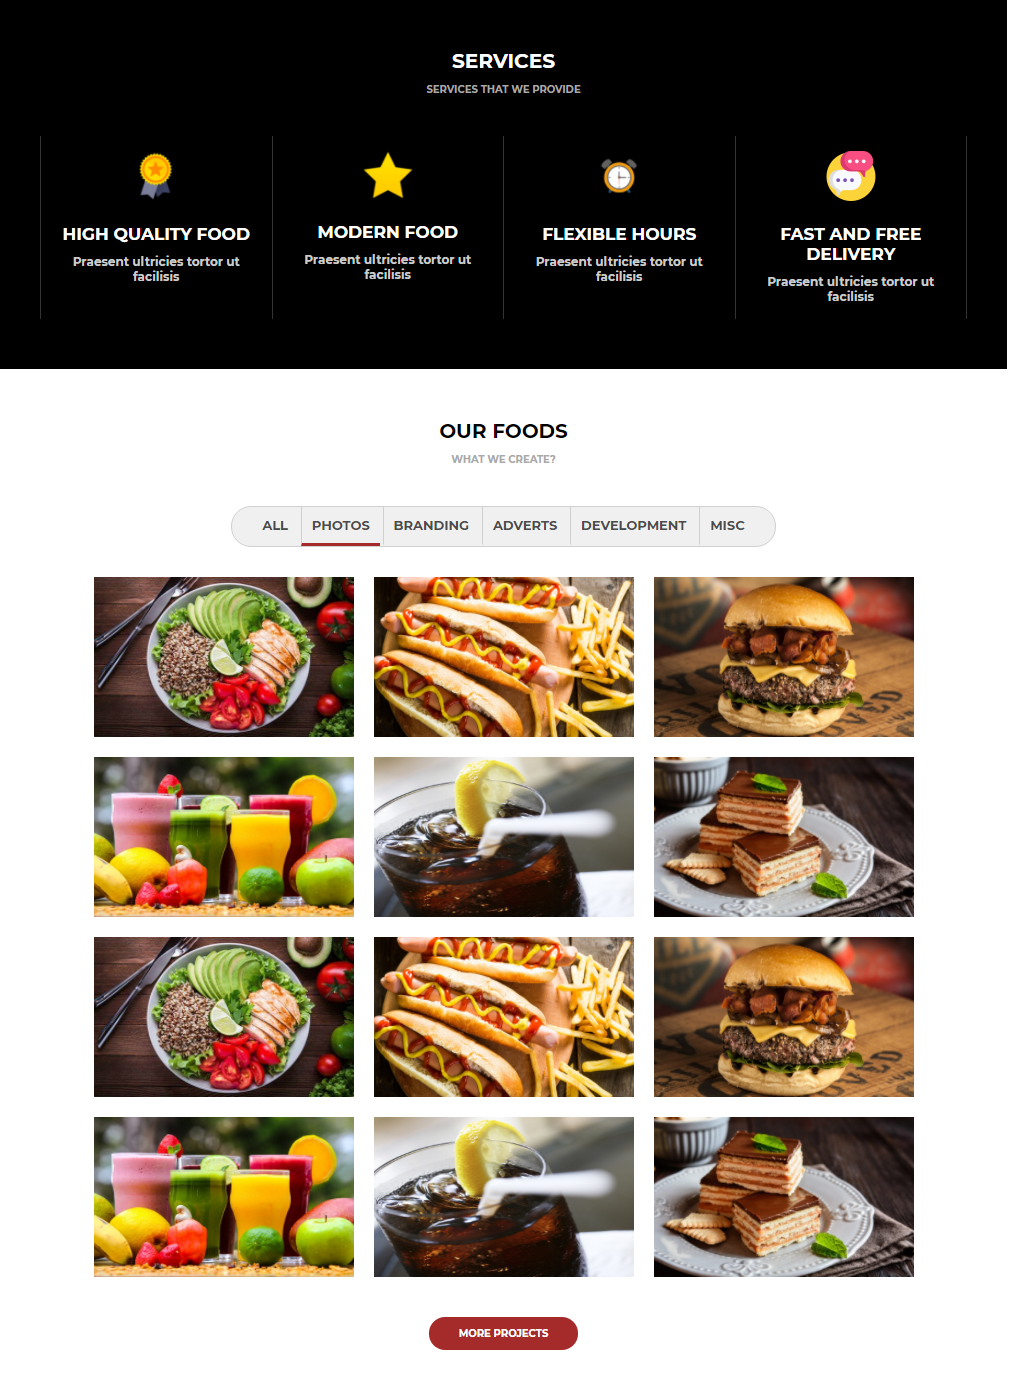 SERVICES
SERVICES THAT WE PROVIDE
HIGH QUALITY FOOD
Praesent ultricies tortor ut
facilisis
MODERN FOOD
Praesent ultricies tortor ut
facilisis
FLEXIBLE HOURS
Praesent ultricies tortor ut
facilisis
FAST AND FREE
DELIVERY
Praesent ultricies tortor ut
facilisis
OUR FOODS
WHAT WE CREATE?
ALL PHOTOS BRANDING ADVERTS DEVELOPMENT MISC
MORE PROJECTS